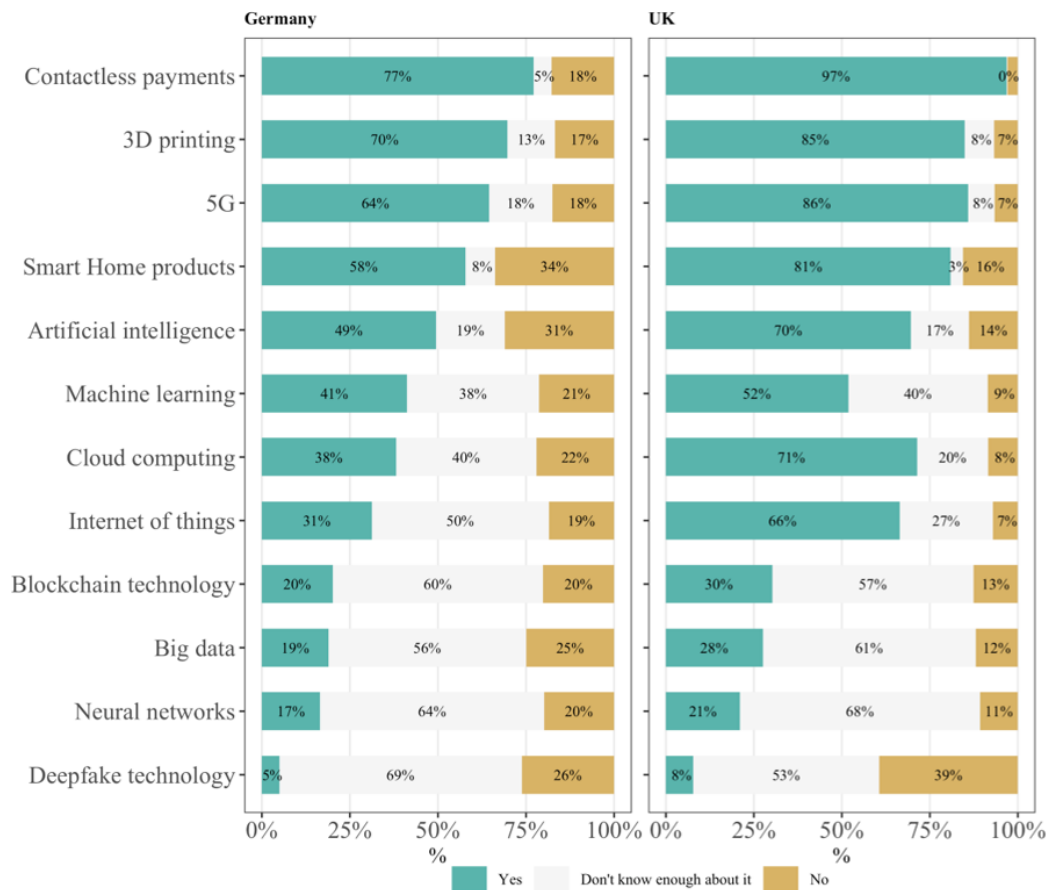 Germany UK
Contactless payments 77% 5% 18% 97% 0%
3D printing 70% 13% 17% 85% 8% 7%
5G 64% 18% 18% 86% 8% 7%
Smart Home products 58% 8% 34% 81% 3% 16%
Artificial intelligence 49% 19% 31% 70% 17% 14%
Machine learning 41% 38% 21% 52% 40% 9%
Cloud computing 38% 40% 22% 71% 20% 8%
Internet of things 31% 50% 19% 66% 27% 7%
Blockchain technology 20% 60% 20% 30% 57% 13%
Big data 19% 56% 25% 28% 61% 12%
Neural networks 17% 64% 20% 21% 68% 11%
Deepfake technology 5% 69% 26% 8% 53% 39%
0% 25% 50% 75% 100% 0% 25% 50% 75% 100%
% %
Yes Don't know enough about it No